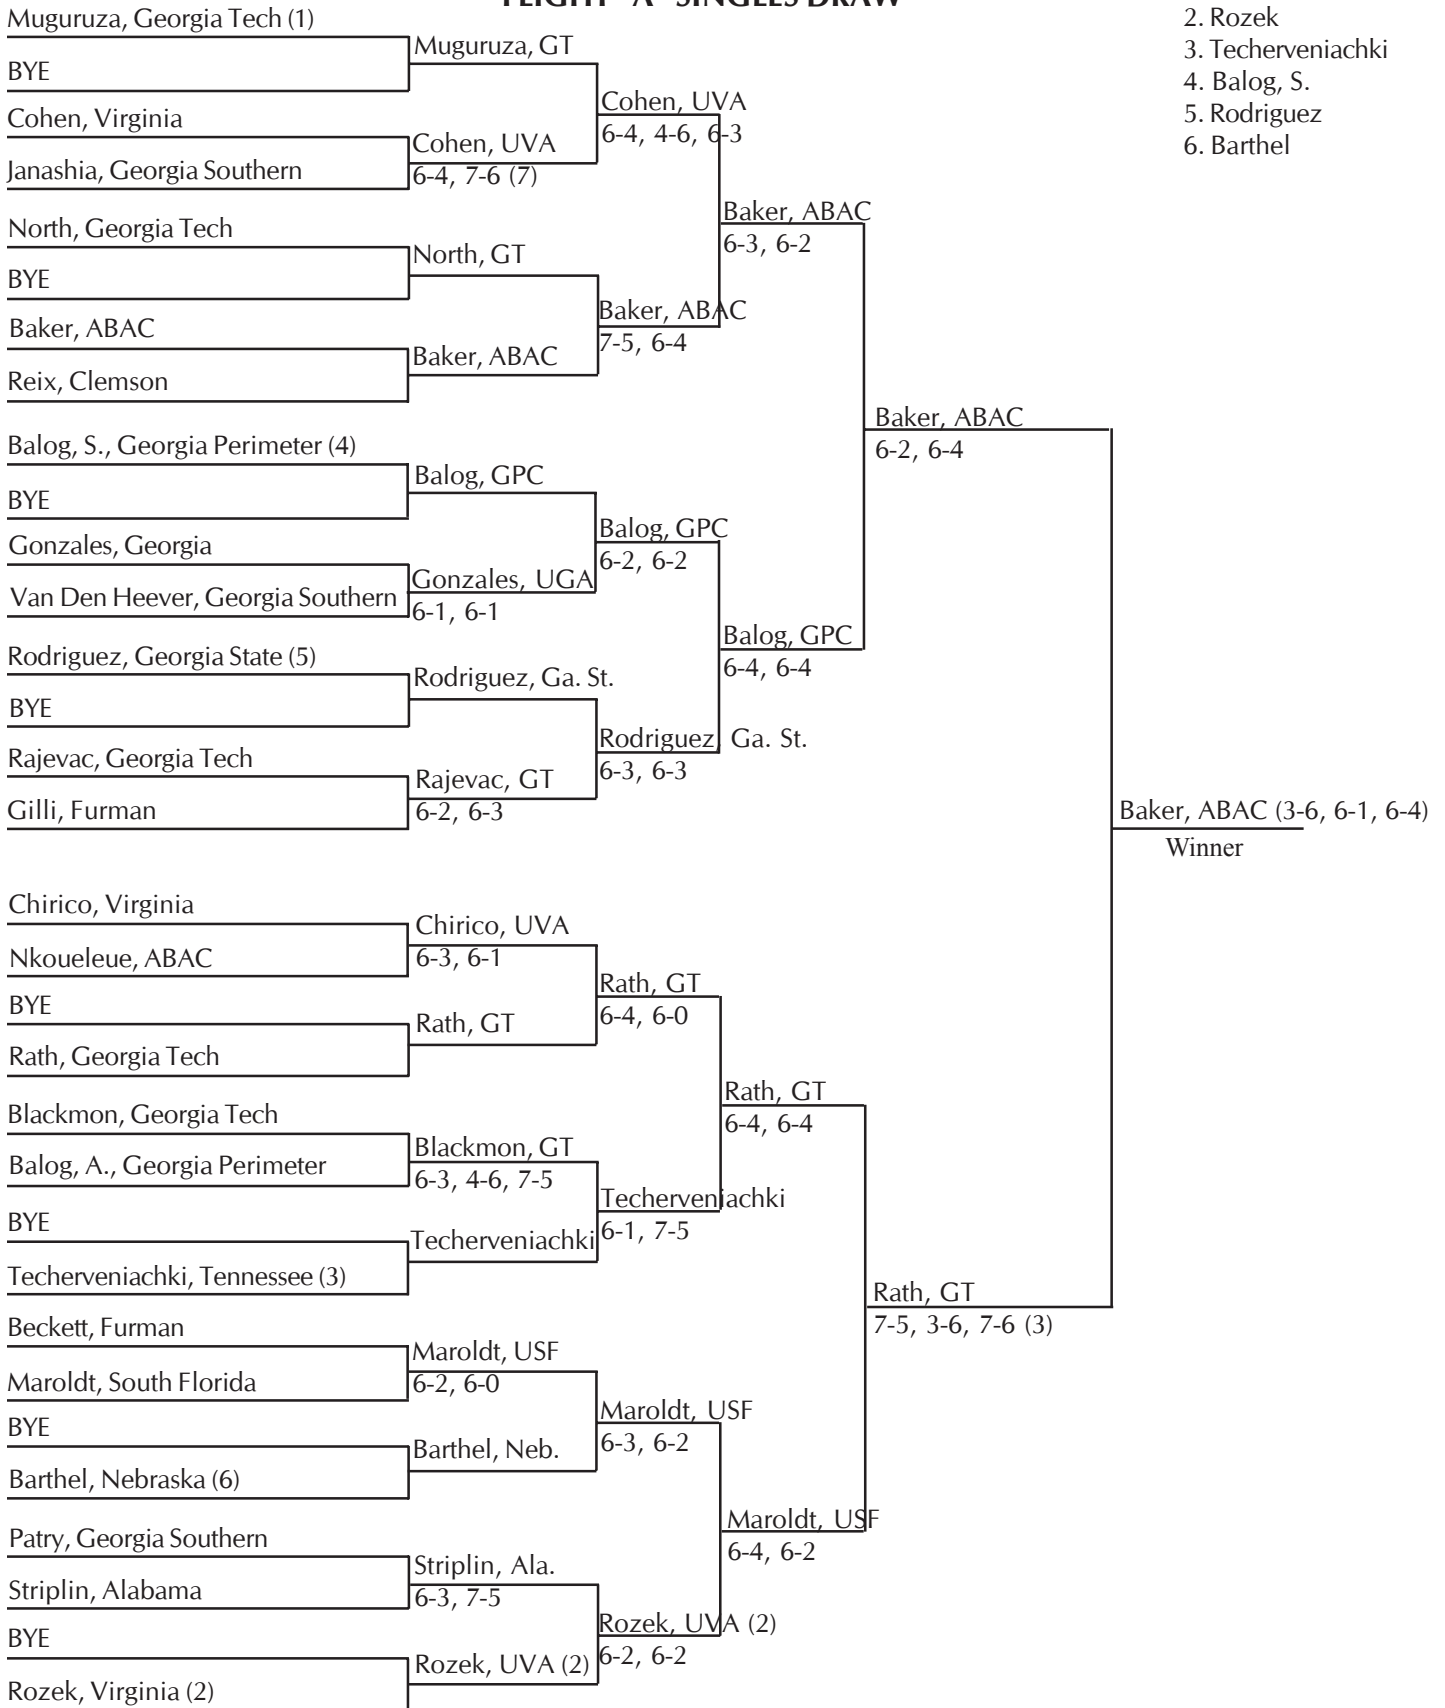 FLIGHT "A" SINGLES DRAW
2. Rozek
3. Techerveniachki
4. Balog, S.
5. Rodriguez
6. Barthel
Muguruza, Georgia Tech (1)
BYE
Cohen, Virginia
Janashia, Georgia Southern
North, Georgia Tech
BYE
Baker, ABAC
Reix, Clemson
Balog, S., Georgia Perimeter (4)
BYE
Gonzales, Georgia
Van Den Heever, Georgia Southern
Rodriguez, Georgia State (5)
BYE
Rajevac, Georgia Tech
Gilli, Furman
Chirico, Virginia
Nkoueleue, ABAC
BYE
Rath, Georgia Tech
Blackmon, Georgia Tech
Balog, A., Georgia Perimeter
BYE
Techerveniachki, Tennessee (3)
Beckett, Furman
Maroldt, South Florida
BYE
Barthel, Nebraska (6)
Patry, Georgia Southern
Striplin, Alabama
BYE
Rozek, Virginia (2)
Muguruza, GT
Cohen, UVA
6-4, 7-6 (7)
North, GT
Baker, ABAC
Balog, GPC
Gonzales, UGA
6-1, 6-1
Rodriguez, Ga. St.
Rajevac, GT
6-2, 6-3
Chirico, UVA
6-3, 6-1
Rath, GT
Blackmon, GT
6-3, 4-6, 7-5
Techerveniachki
Maroldt, USF
6-2, 6-0
Barthel, Neb.
Striplin, Ala.
6-3, 7-5
Rozek, UVA (2)
Cohen, UVA
6-4, 4-6, 6-3
Baker, ABAC
7-5, 6-4
Balog, GPC
6-2, 6-2
Rodriguez, Ga. St.
6-3, 6-3
Rath, GT
6-4, 6-0
Techerveniachki
6-1, 7-5
Maroldt, USF
6-3, 6-2
Rozek, UVA (2)
6-2, 6-2
Baker, ABAC
6-3, 6-2
Balog, GPC
6-4, 6-4
Rath, GT
6-4, 6-4
Maroldt, USF
6-4, 6-2
Baker, ABAC
6-2, 6-4
Rath, GT
7-5, 3-6, 7-6 (3)
Baker, ABAC (3-6, 6-1, 6-4)
Winner